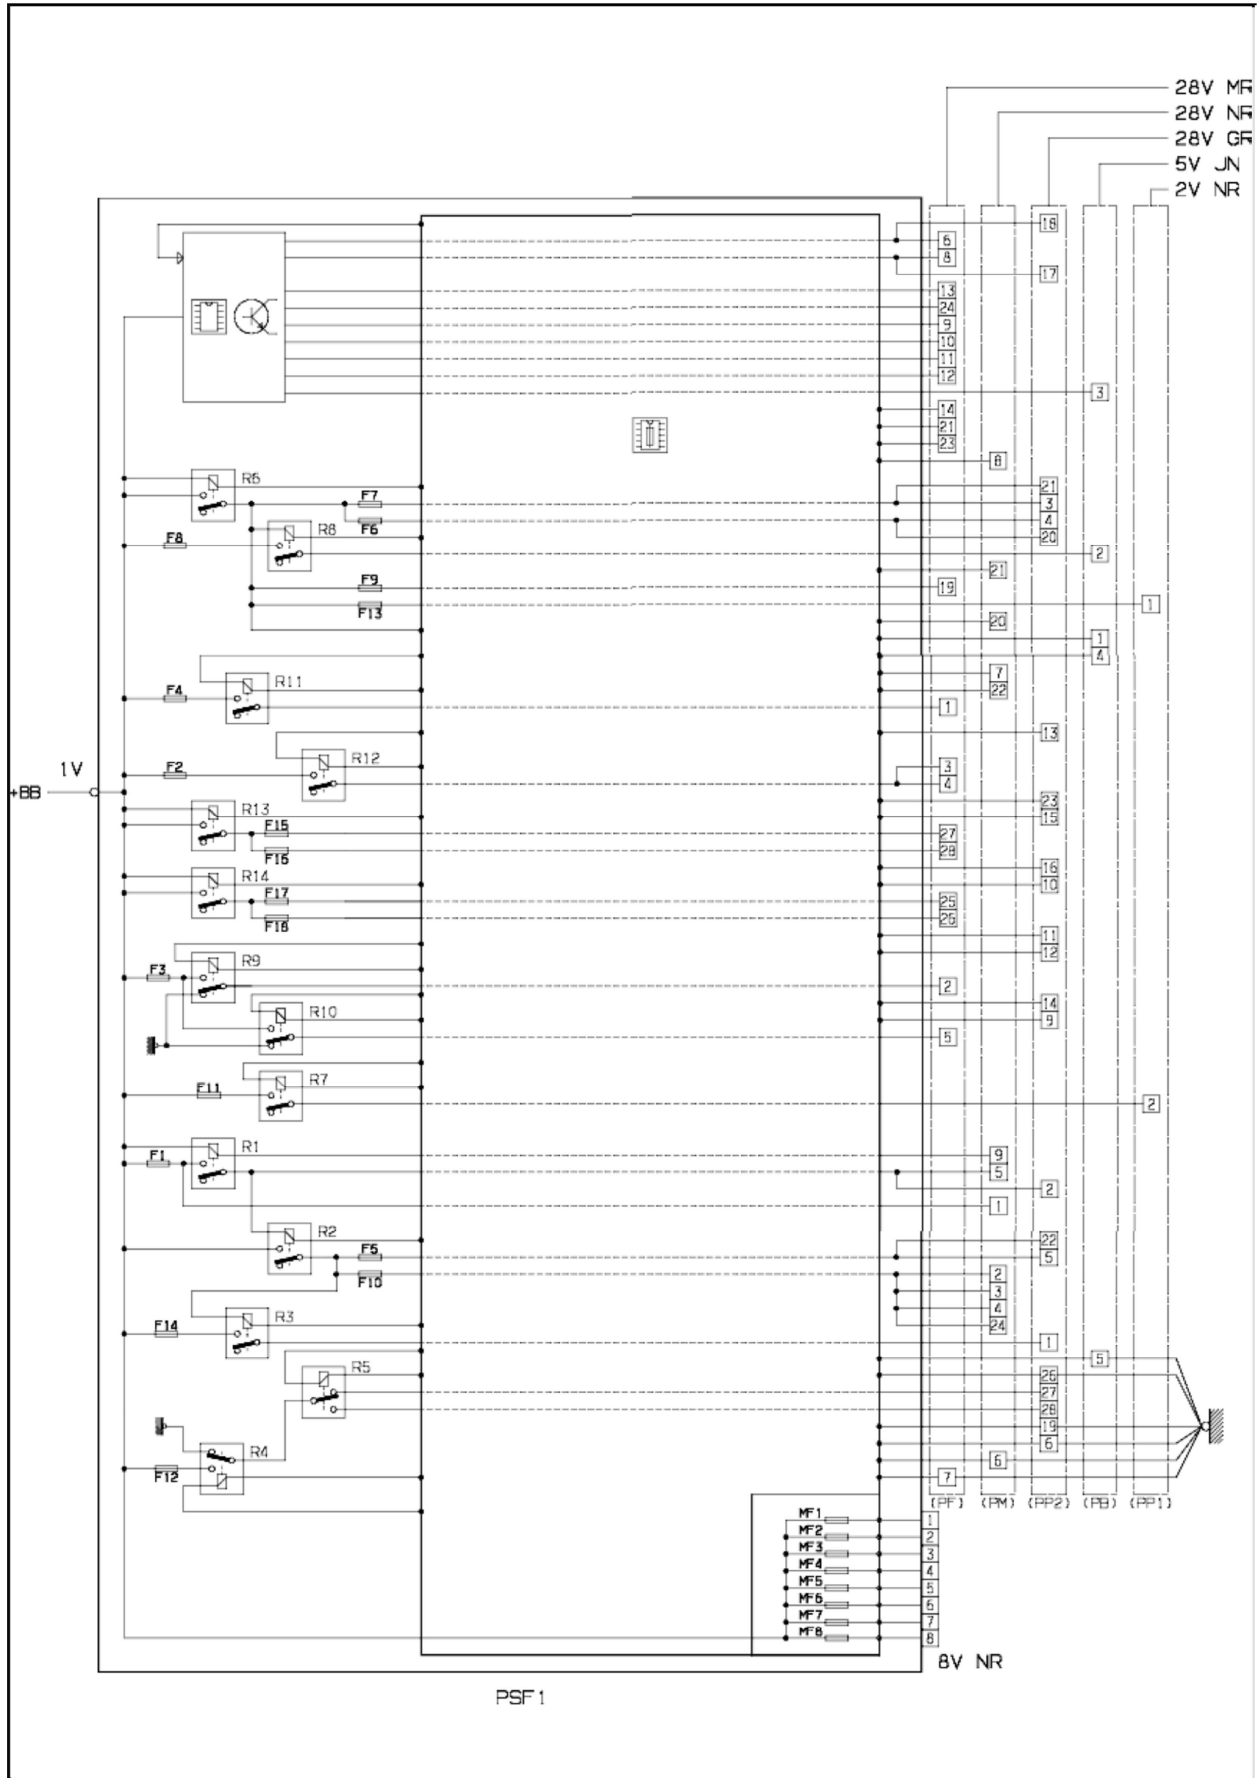 28V MR
28V NR
28V GR
5V JN
2V NR
18
6
8
17
13
24
9
10
11
12
3
14
21
23
8
R6
21
F7
3
4
F6
R8
20
F8
2
21
F9
19
F13
1
20
1
4
R11
7
F4
22
1
13
R12
3
F2
4
1V
+BB
R13
23
15
F15
27
F16
28
R14
16
10
F17
25
F18
26
11
12
R9
F3
2
14
R10
9
5
R7
F11
2
R1
9
F1
5
2
1
R2
22
F5
5
F10
2
3
4
R3
24
F14
1
5
R5
26
27
28
19
R4
6
6
F12
7
(PF) (PM) (PP2) (PB) (PP1)
MF1 1
MF2 2
MF3 3
MF4 4
MF5 5
MF6 6
MF7 7
MF8 8
8V NR
PSF1